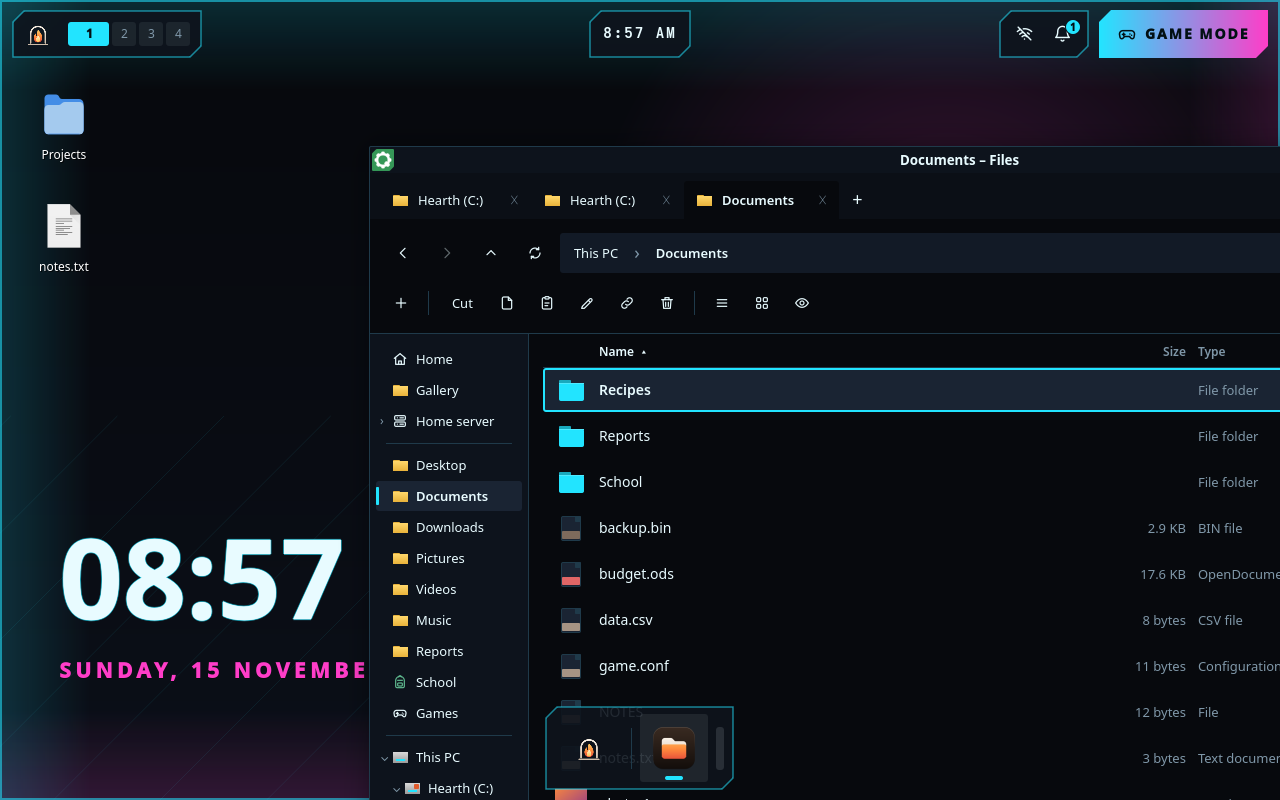 1 2 3 4
8:57 AM
1
GAME MODE
Projects
notes.txt
08:57
SUNDAY, 15 NOVEMBE
Documents – Files
Hearth (C:) X
Hearth (C:) X
Documents X +
This PC › Documents
Cut
Home
Gallery
Home server
Desktop
Documents
Downloads
Pictures
Videos
Music
Reports
School
Games
This PC
Hearth (C:)
Name Size Type
Recipes File folder
Reports File folder
School File folder
backup.bin 2.9 KB BIN file
budget.ods 17.6 KB OpenDocume
data.csv 8 bytes CSV file
game.conf 11 bytes Configuration
NOTES 12 bytes File
notes.txt 3 bytes Text documen